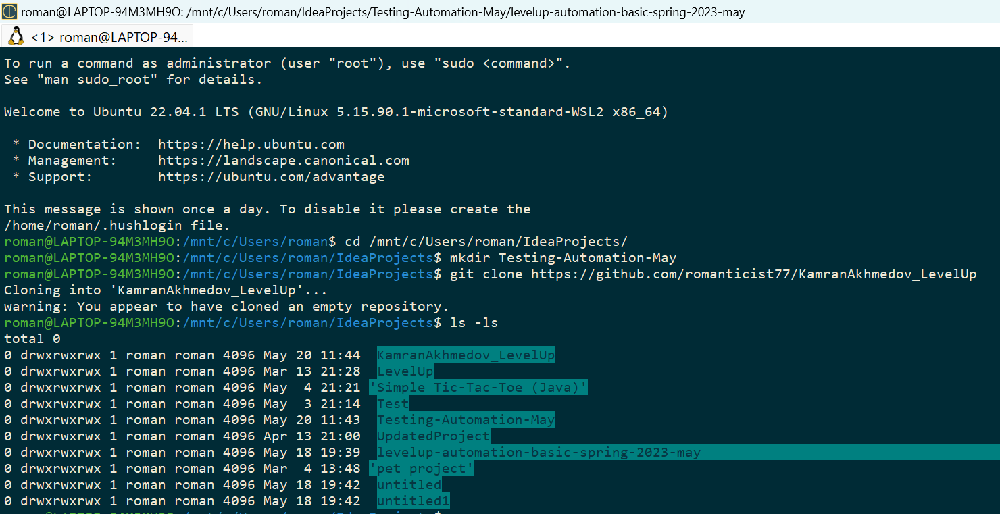 roman@LAPTOP-94M3MH9O: /mnt/c/Users/roman/IdeaProjects/Testing-Automation-May/levelup-automation-basic-spring-2023-may
<1> roman@LAPTOP-94...
To run a command as administrator (user "root"), use "sudo <command>".
See "man sudo_root" for details.
Welcome to Ubuntu 22.04.1 LTS (GNU/Linux 5.15.90.1-microsoft-standard-WSL2 x86_64)
* Documentation:  https://help.ubuntu.com
* Management:     https://landscape.canonical.com
* Support:        https://ubuntu.com/advantage
This message is shown once a day. To disable it please create the
/home/roman/.hushlogin file.
roman@LAPTOP-94M3MH9O:/mnt/c/Users/roman$ cd /mnt/c/Users/roman/IdeaProjects/
roman@LAPTOP-94M3MH9O:/mnt/c/Users/roman/IdeaProjects$ mkdir Testing-Automation-May
roman@LAPTOP-94M3MH9O:/mnt/c/Users/roman/IdeaProjects$ git clone https://github.com/romanticist77/KamranAkhmedov_LevelUp
Cloning into 'KamranAkhmedov_LevelUp'...
warning: You appear to have cloned an empty repository.
roman@LAPTOP-94M3MH9O:/mnt/c/Users/roman/IdeaProjects$ ls -ls
total 0
0 drwxrwxrwx 1 roman roman 4096 May 20 11:44  KamranAkhmedov_LevelUp
0 drwxrwxrwx 1 roman roman 4096 Mar 13 21:28  LevelUp
0 drwxrwxrwx 1 roman roman 4096 May  4 21:21 'Simple Tic-Tac-Toe (Java)'
0 drwxrwxrwx 1 roman roman 4096 May  3 21:14  Test
0 drwxrwxrwx 1 roman roman 4096 May 20 11:43  Testing-Automation-May
0 drwxrwxrwx 1 roman roman 4096 Apr 13 21:00  UpdatedProject
0 drwxrwxrwx 1 roman roman 4096 May 18 19:39  levelup-automation-basic-spring-2023-may
0 drwxrwxrwx 1 roman roman 4096 Mar  4 13:48 'pet project'
0 drwxrwxrwx 1 roman roman 4096 May 18 19:42  untitled
0 drwxrwxrwx 1 roman roman 4096 May 18 19:42  untitled1